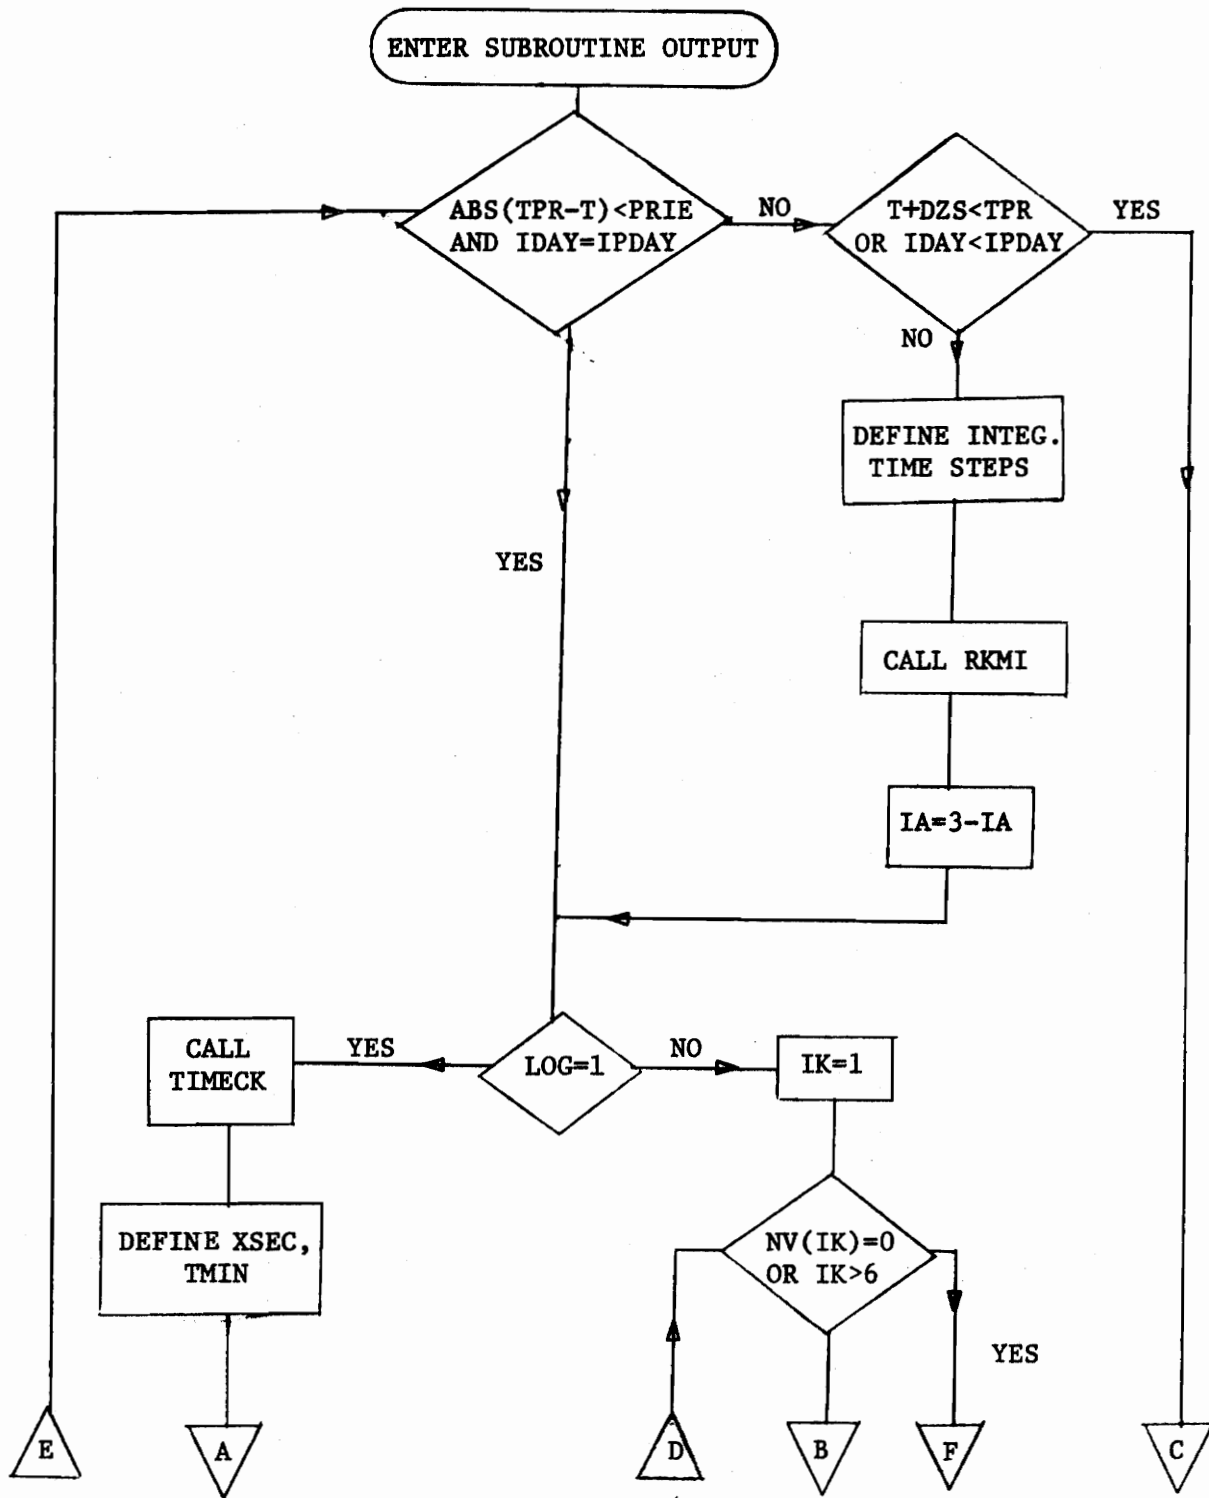 ENTER SUBROUTINE OUTPUT
ABS(TPR-T)<PRIE
AND IDAY=IPDAY
NO
T+DZS<TPR
OR IDAY<IPDAY
YES
NO
DEFINE INTEG.
TIME STEPS
YES
CALL RKMI
IA=3-IA
CALL
TIMECK
YES
LOG=1
NO
IK=1
DEFINE XSEC,
TMIN
NV(IK)=0
OR IK>6
YES
E
A
D
B
F
C